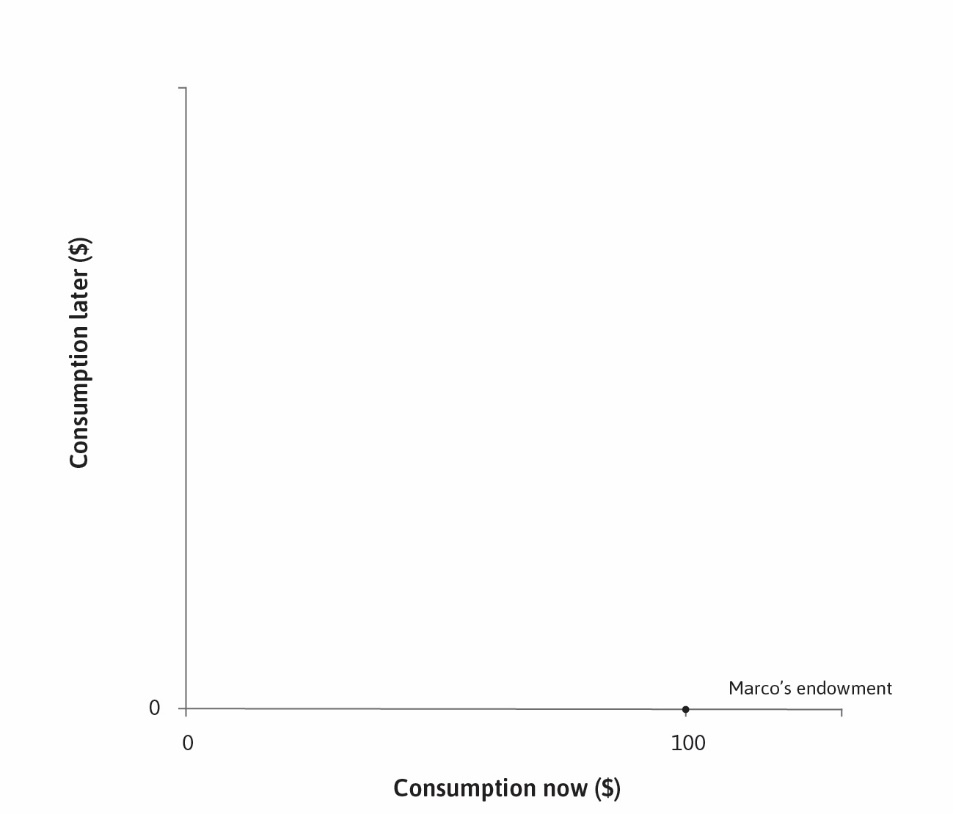 Consumption later ($)
Marco’s endowment
0
0
100
Consumption now ($)